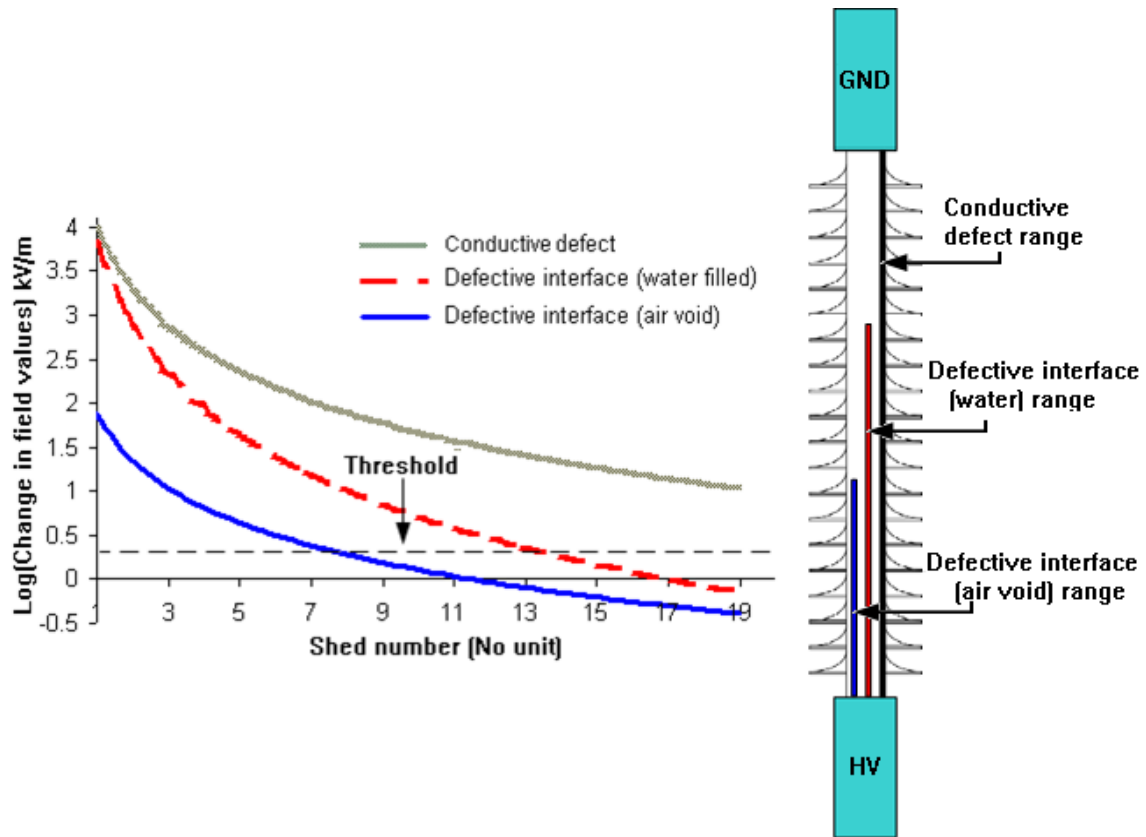 Log(Change in field values) kV/m
4
3.5
3
2.5
2
1.5
1
0.5
0
-0.5
1 3 5 7 9 11 13 15 17 19
Shed number (No unit)
Conductive defect
Defective interface (water filled)
Defective interface (air void)
Threshold
GND
Conductive
defect range
Defective interface
(water) range
Defective interface
(air void) range
HV